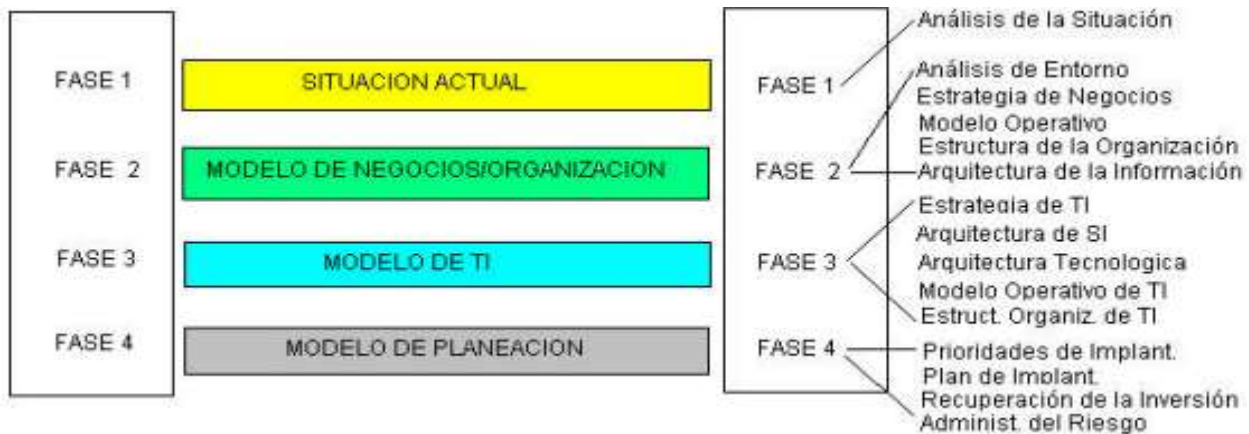 FASE 1
SITUACION ACTUAL
FASE 1
Análisis de la Situación
FASE 2
MODELO DE NEGOCIOS/ORGANIZACION
FASE 2
Análisis de Entorno
Estrategia de Negocios
Modelo Operativo
Estructura de la Organización
Arquitectura de la Información
FASE 3
MODELO DE TI
FASE 3
Estrategia de TI
Arquitectura de SI
Arquitectura Tecnologica
Modelo Operativo de TI
Estruct. Organiz. de TI
FASE 4
MODELO DE PLANEACION
FASE 4
Prioridades de Implant.
Plan de Implant.
Recuperación de la Inversión
Administ. del Riesgo